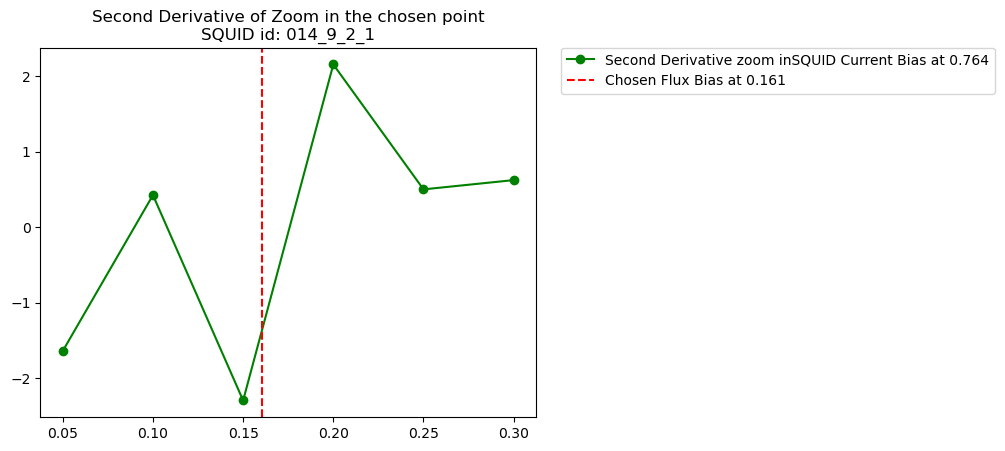 Second Derivative of Zoom in the chosen point
SQUID id: 014_9_2_1
Second Derivative zoom inSQUID Current Bias at 0.764
Chosen Flux Bias at 0.161
2
1
0
−1
−2
0.05 0.10 0.15 0.20 0.25 0.30